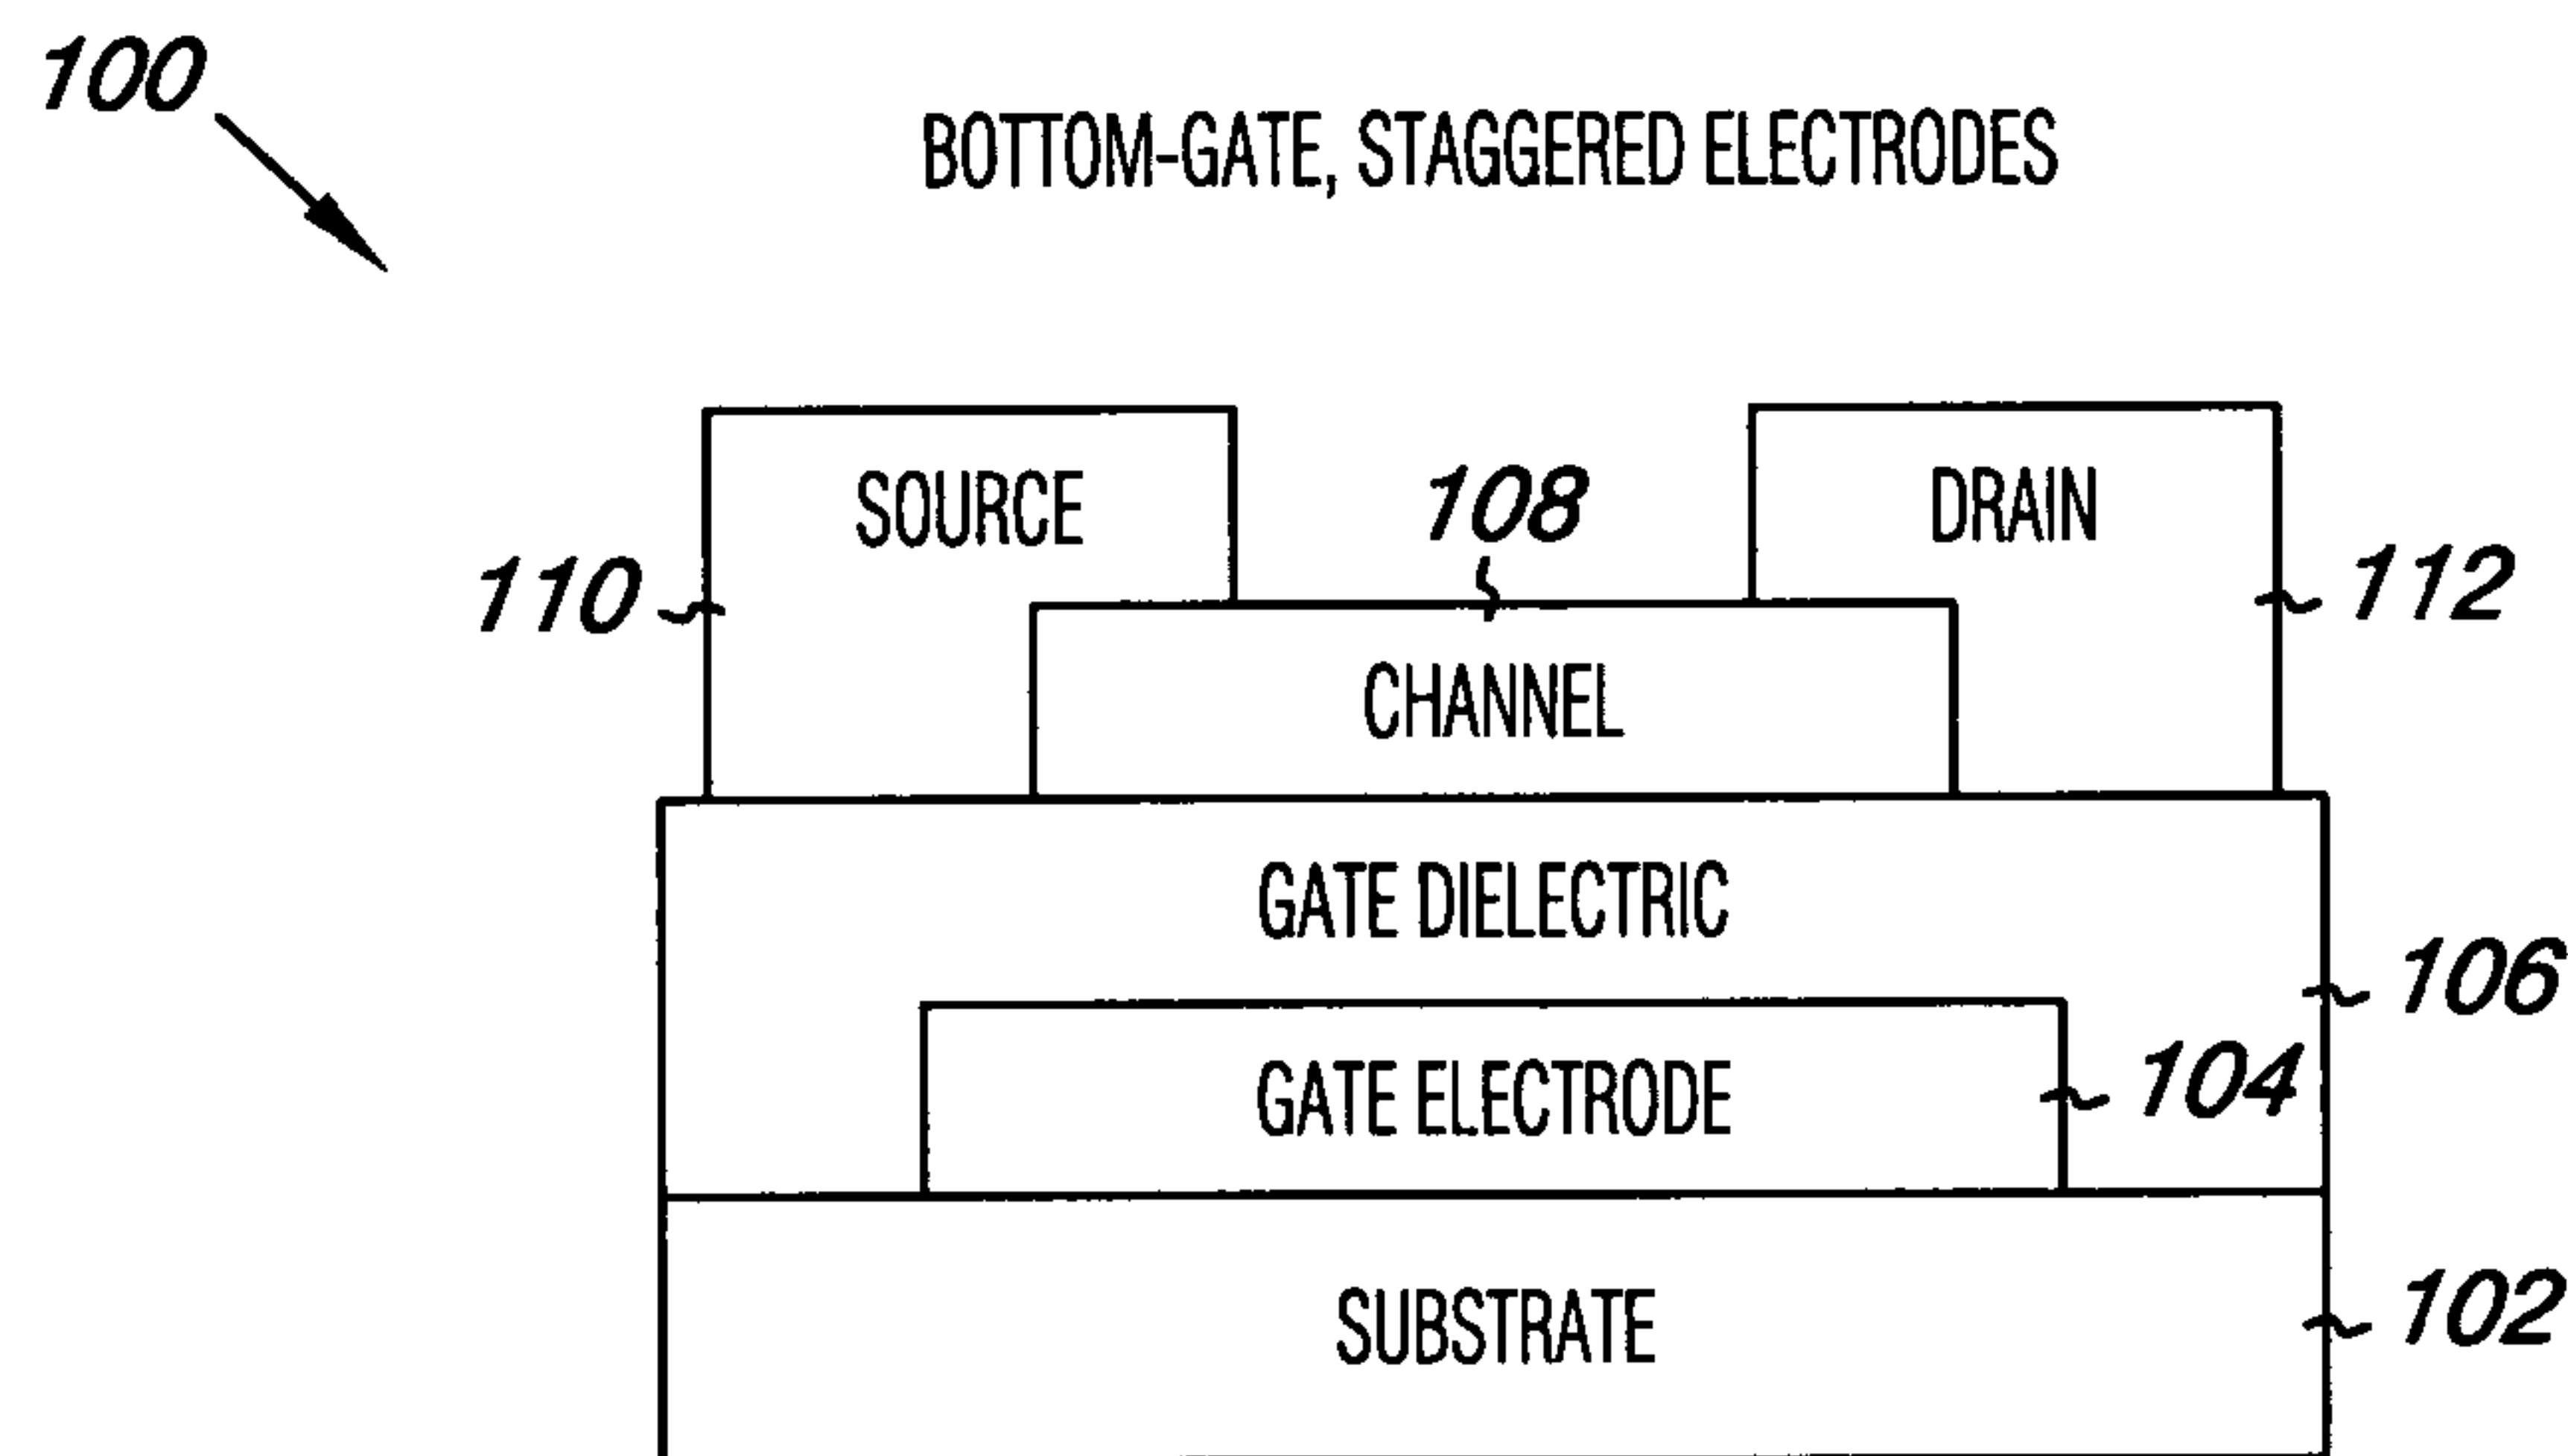 100
BOTTOM-GATE, STAGGERED ELECTRODES
SOURCE
108
DRAIN
110
112
CHANNEL
GATE DIELECTRIC
106
GATE ELECTRODE
104
SUBSTRATE
102